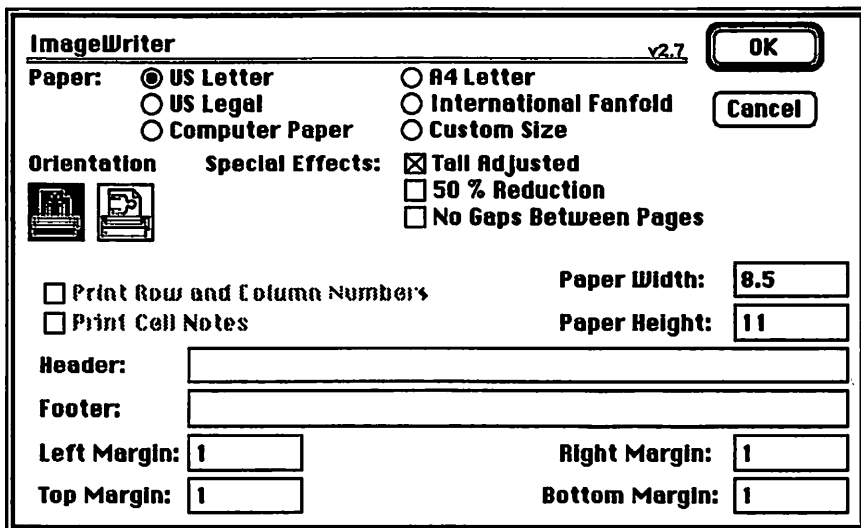 ImageWriter v2.7 OK
Paper: US Letter A4 Letter
US Legal International Fanfold Cancel
Computer Paper Custom Size
Orientation Special Effects: Tall Adjusted
50 % Reduction
No Gaps Between Pages
Print Row and Column Numbers Paper Width: 8.5
Print Cell Notes Paper Height: 11
Header:
Footer:
Left Margin: 1 Right Margin: 1
Top Margin: 1 Bottom Margin: 1